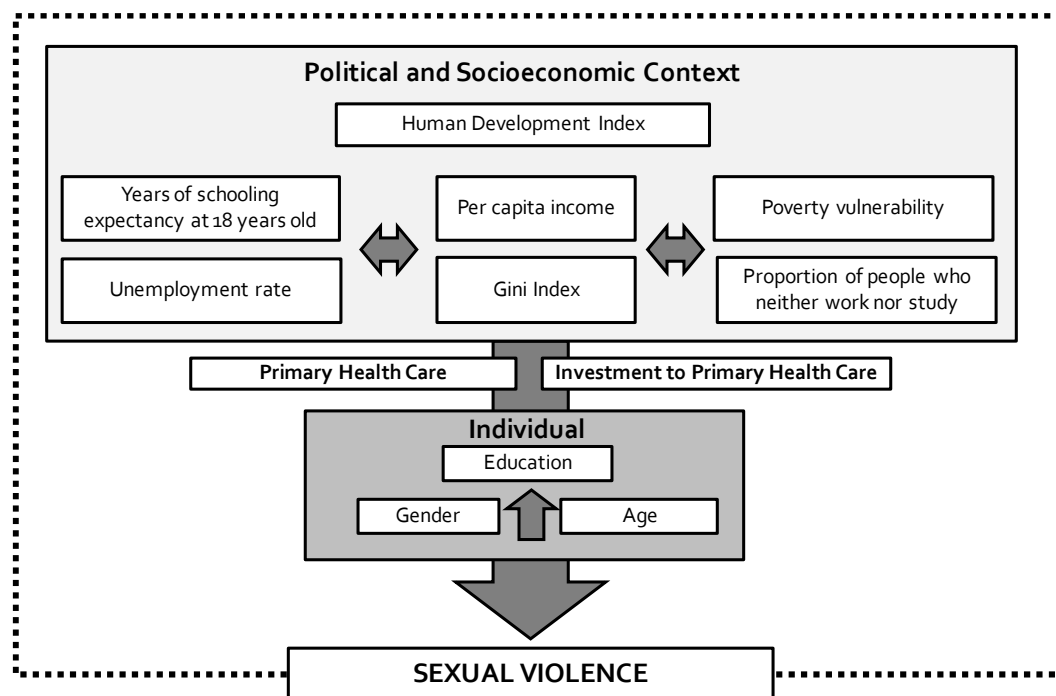 Political and Socioeconomic Context
Human Development Index
Years of schooling
expectancy at 18 years old
Per capita income
Poverty vulnerability
Unemployment rate
Gini Index
Proportion of people who
neither work nor study
Primary Health Care
Investment to Primary Health Care
Individual
Education
Gender
Age
SEXUAL VIOLENCE